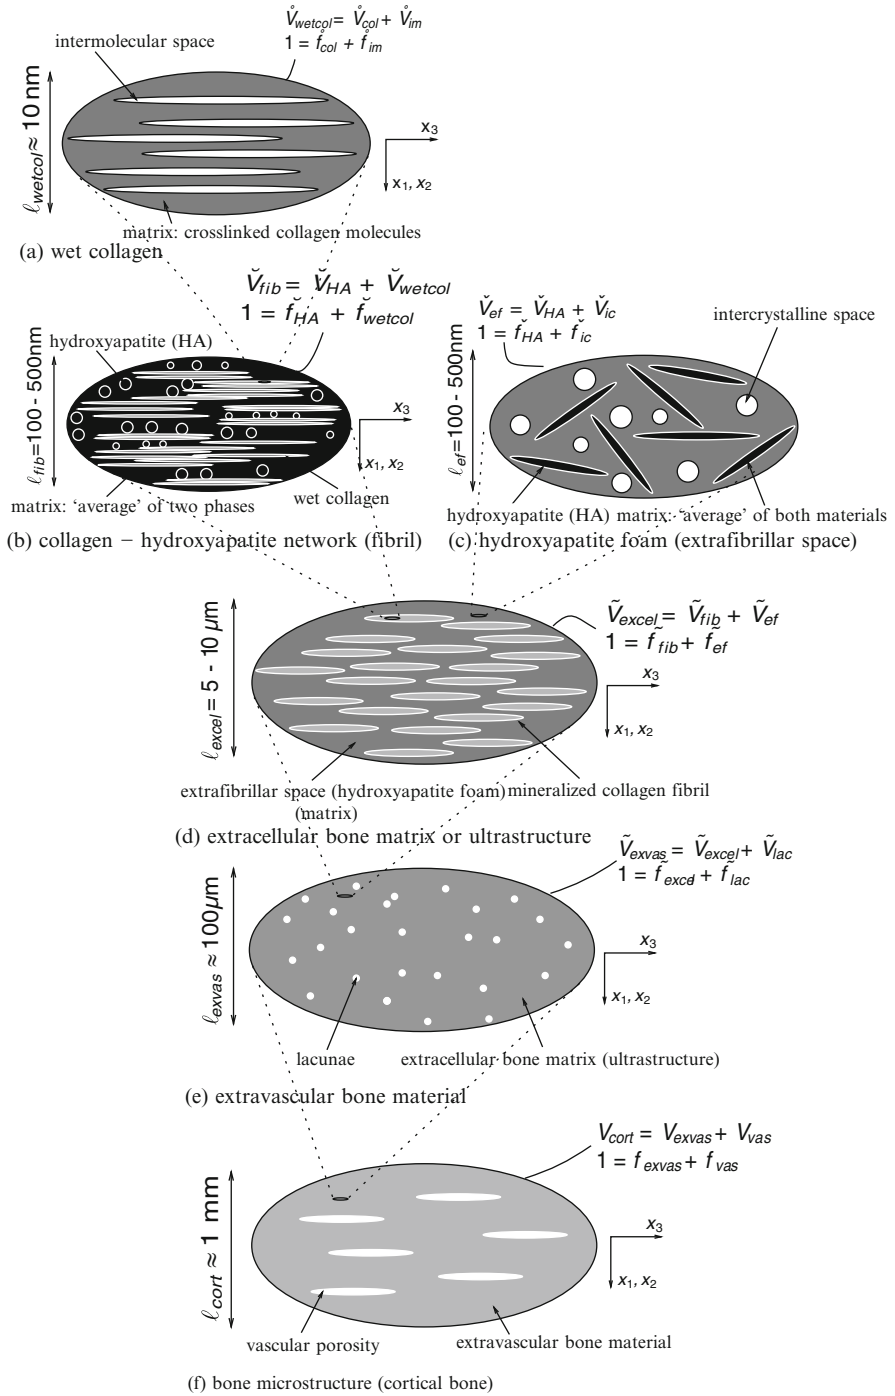 V̊wetcol = V̊col + V̊im
1 = f̊col + f̊im
intermolecular space
ℓwetcol ≈ 10 nm
x3
x1, x2
matrix: crosslinked collagen molecules
(a) wet collagen
V̆fib = V̆HA + V̆wetcol
1 = f̆HA + f̆wetcol
hydroxyapatite (HA)
ℓfib=100 - 500nm
x3
x1, x2
wet collagen
matrix: ‘average’ of two phases
(b) collagen − hydroxyapatite network (fibril)
V̌ef = V̌HA + V̌ic
1 = f̌HA + f̌ic
intercrystalline space
ℓef=100 - 500nm
hydroxyapatite (HA) matrix: ‘average’ of both materials
(c) hydroxyapatite foam (extrafibrillar space)
Ṽexcel = Ṽfib + Ṽef
1 = f̃fib + f̃ef
ℓexcel = 5 - 10 μm
x3
x1, x2
extrafibrillar space (hydroxyapatite foam) mineralized collagen fibril
(matrix)
(d) extracellular bone matrix or ultrastructure
Ṽexvas = Ṽexcel + Ṽlac
1 = f̃excel + f̃lac
ℓexvas ≈ 100μm
x3
x1, x2
lacunae
extracellular bone matrix (ultrastructure)
(e) extravascular bone material
Vcort = Vexvas + Vvas
1 = fexvas + fvas
ℓcort ≈ 1 mm
x3
x1, x2
vascular porosity
extravascular bone material
(f) bone microstructure (cortical bone)